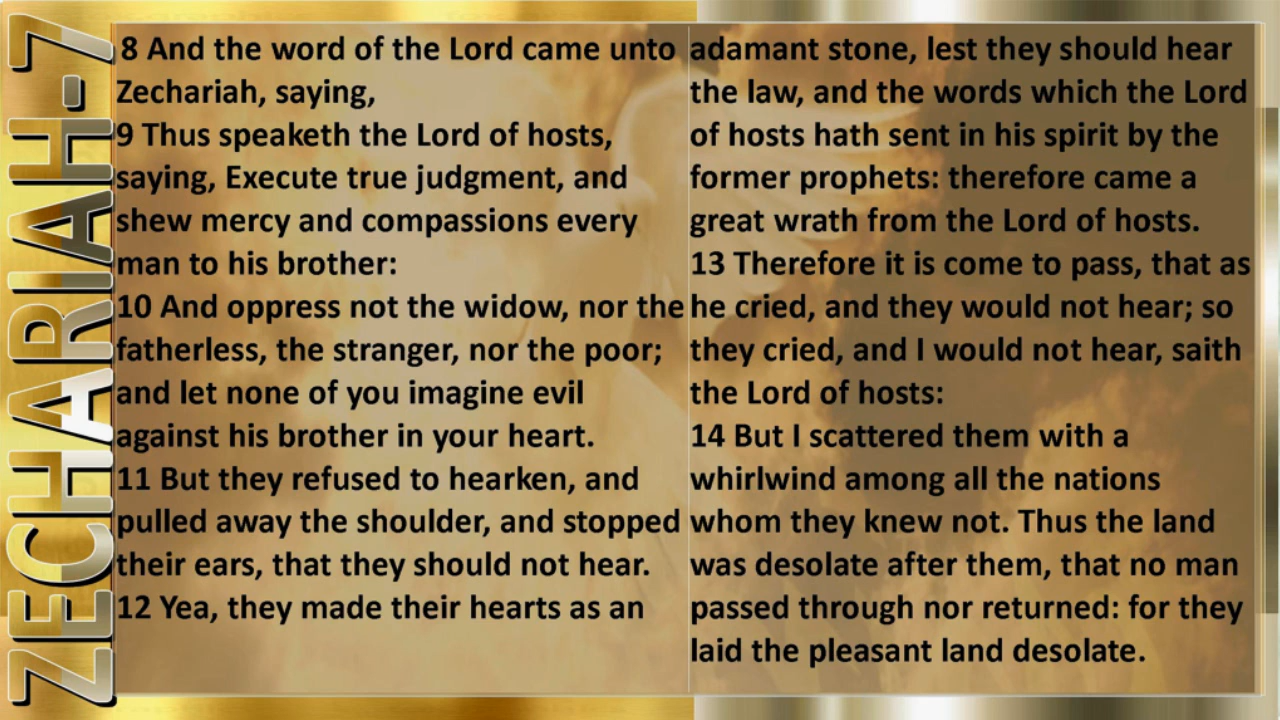 ZECHARIAH-7
8 And the word of the Lord came unto
Zechariah, saying,
9 Thus speaketh the Lord of hosts,
saying, Execute true judgment, and
shew mercy and compassions every
man to his brother:
10 And oppress not the widow, nor the
fatherless, the stranger, nor the poor;
and let none of you imagine evil
against his brother in your heart.
11 But they refused to hearken, and
pulled away the shoulder, and stopped
their ears, that they should not hear.
12 Yea, they made their hearts as an
adamant stone, lest they should hear
the law, and the words which the Lord
of hosts hath sent in his spirit by the
former prophets: therefore came a
great wrath from the Lord of hosts.
13 Therefore it is come to pass, that as
he cried, and they would not hear; so
they cried, and I would not hear, saith
the Lord of hosts:
14 But I scattered them with a
whirlwind among all the nations
whom they knew not. Thus the land
was desolate after them, that no man
passed through nor returned: for they
laid the pleasant land desolate.